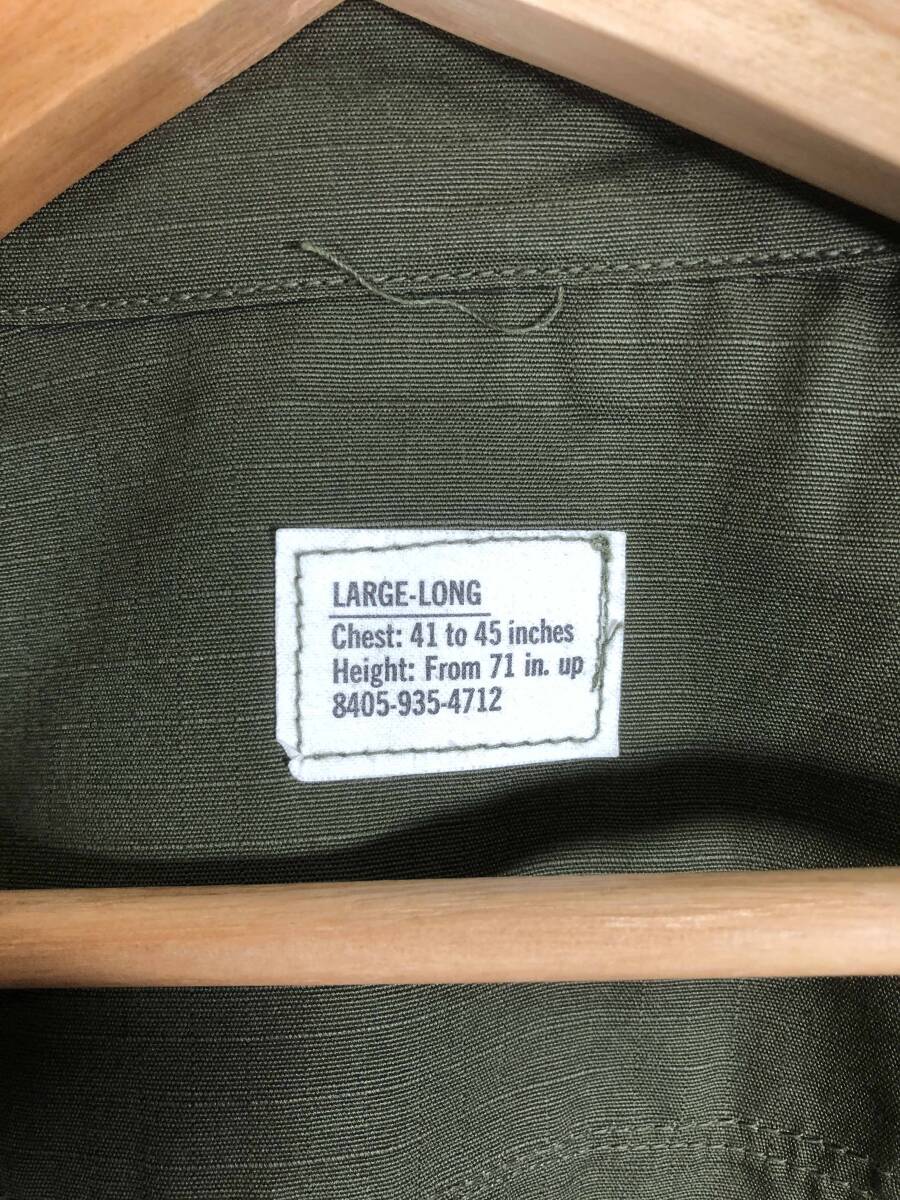 LARGE-LONG
Chest: 41 to 45 inches
Height: From 71 in. up
8405-935-4712